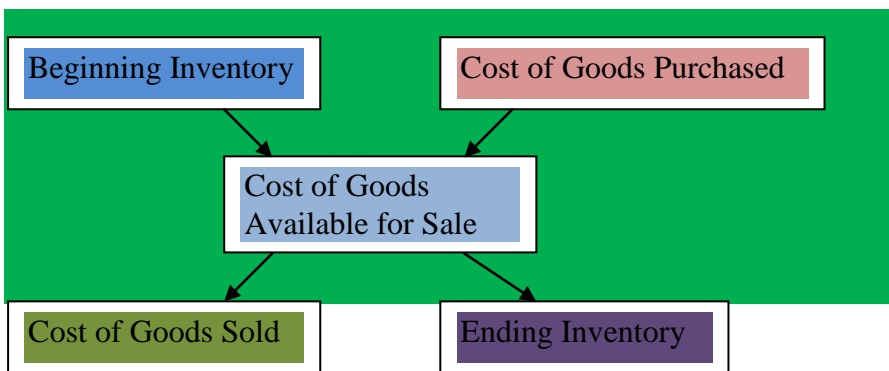 Beginning Inventory
Cost of Goods Purchased
Cost of Goods
Available for Sale
Cost of Goods Sold
Ending Inventory